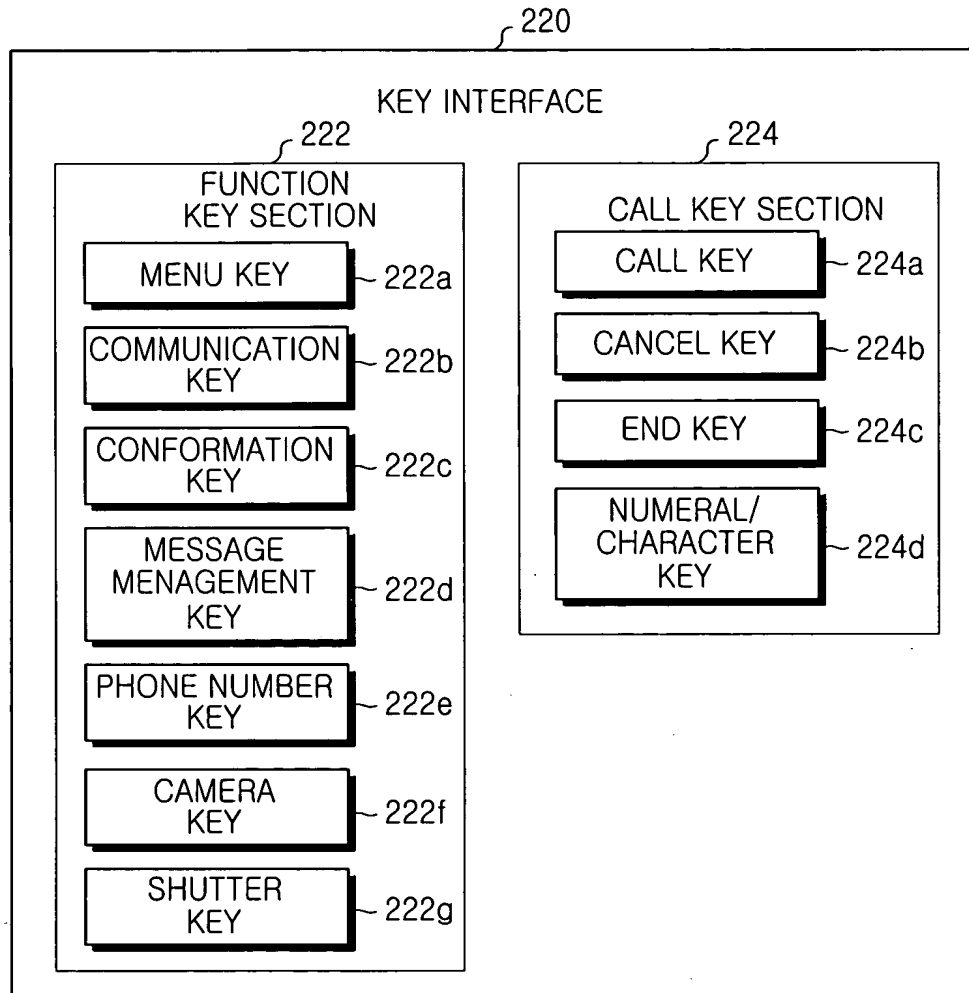 220
KEY INTERFACE
222
FUNCTION
KEY SECTION
MENU KEY
222a
COMMUNICATION
KEY
222b
CONFORMATION
KEY
222c
MESSAGE
MENAGEMENT
KEY
222d
PHONE NUMBER
KEY
222e
CAMERA
KEY
222f
SHUTTER
KEY
222g
224
CALL KEY SECTION
CALL KEY
224a
CANCEL KEY
224b
END KEY
224c
NUMERAL/
CHARACTER
KEY
224d